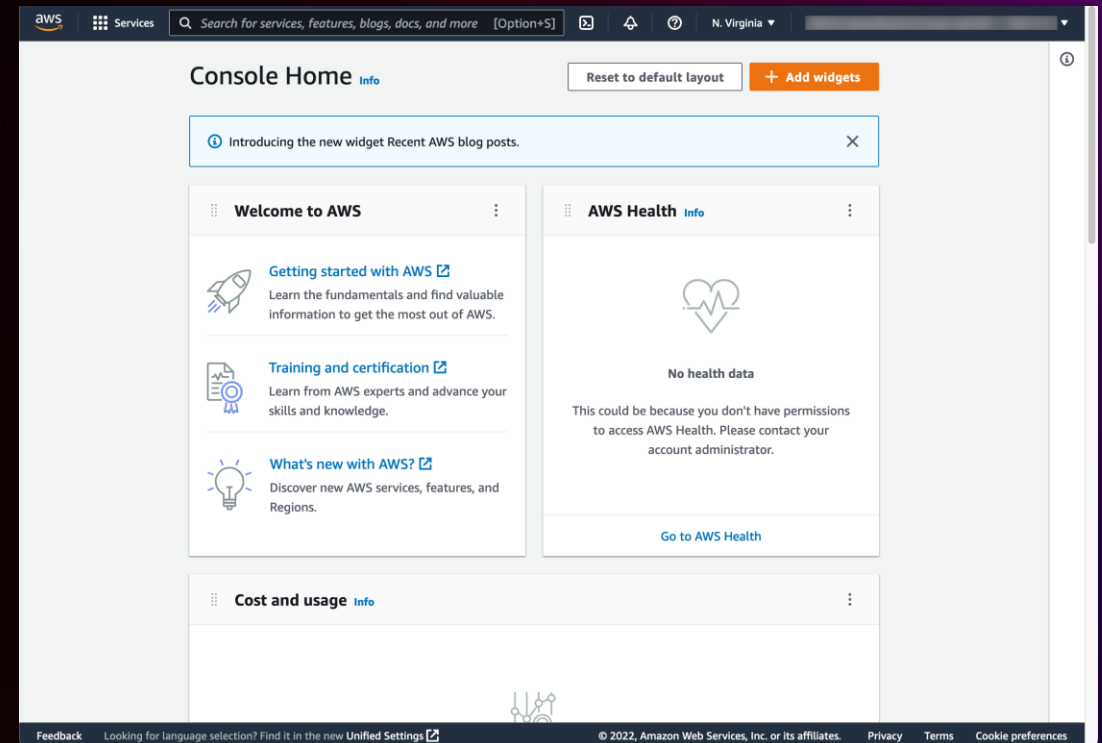 aws Services Search for services, features, blogs, docs, and more [Option+S] N. Virginia
Console Home Info
Reset to default layout
+ Add widgets
Introducing the new widget Recent AWS blog posts.
Welcome to AWS
Getting started with AWS
Learn the fundamentals and find valuable
information to get the most out of AWS.
Training and certification
Learn from AWS experts and advance your
skills and knowledge.
What's new with AWS?
Discover new AWS services, features, and
Regions.
AWS Health Info
No health data
This could be because you don't have permissions
to access AWS Health. Please contact your
account administrator.
Go to AWS Health
Cost and usage Info
Feedback Looking for language selection? Find it in the new Unified Settings © 2022, Amazon Web Services, Inc. or its affiliates. Privacy Terms Cookie preferences